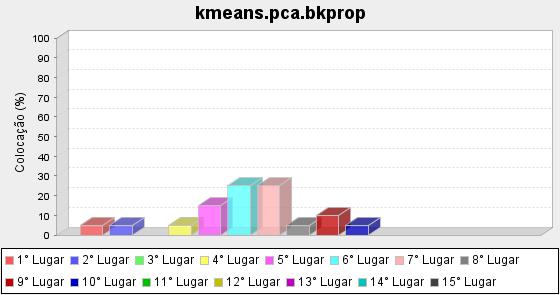 kmeans.pca.bkprop
100
90
80
70
60
50
40
30
20
10
0
Colocação (%)
1° Lugar 2° Lugar 3° Lugar 4° Lugar 5° Lugar 6° Lugar 7° Lugar 8° Lugar
9° Lugar 10° Lugar 11° Lugar 12° Lugar 13° Lugar 14° Lugar 15° Lugar